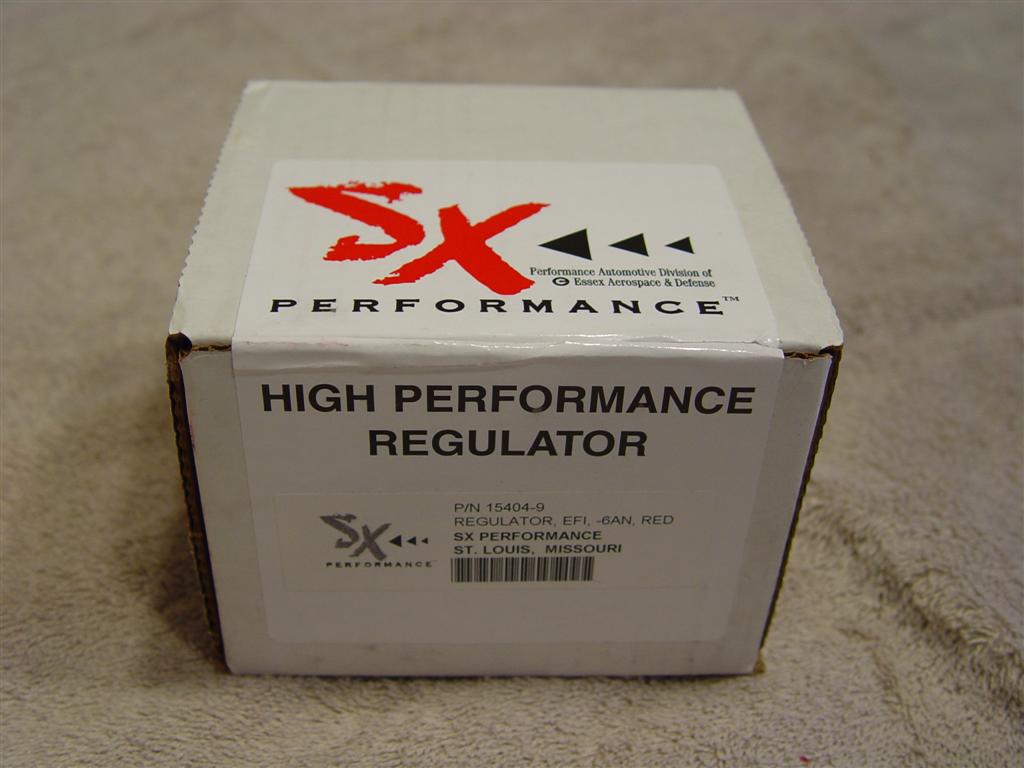 SX
Performance Automotive Division of
e Essex Aerospace & Defense
PERFORMANCE™
HIGH PERFORMANCE
REGULATOR
P/N 15404-9
REGULATOR, EFI, -6AN, RED
SX PERFORMANCE
ST. LOUIS, MISSOURI
SX
PERFORMANCE